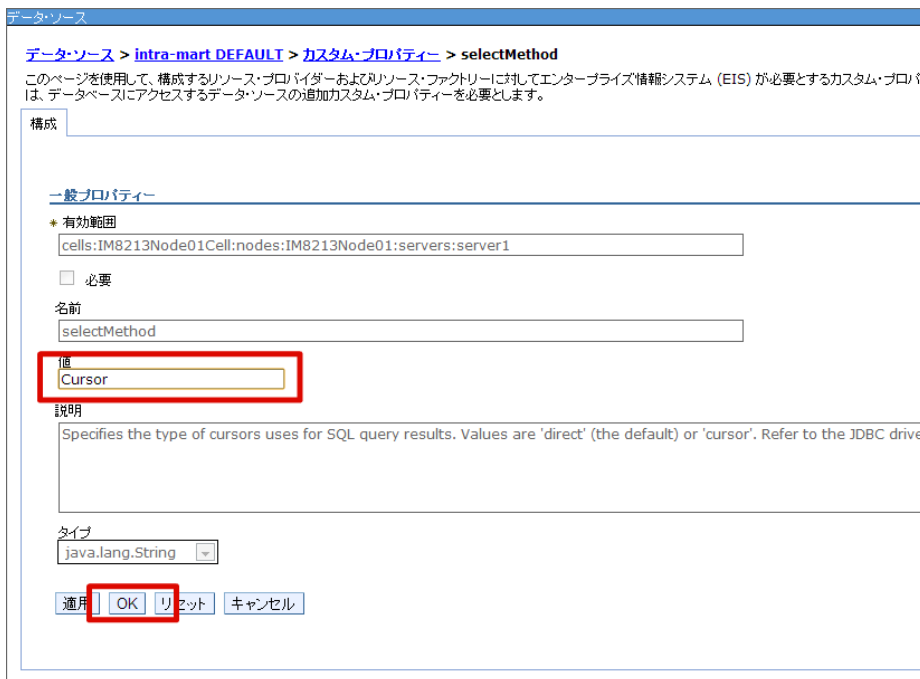 データ・ソース
データ・ソース > intra-mart DEFAULT > カスタム・プロパティー > selectMethod
このページを使用して、構成するリソース・プロバイダーおよびリソース・ファクトリーに対してエンタープライズ情報システム (EIS) が必要とするカスタム・プロパ
は、データベースにアクセスするデータ・ソースの追加カスタム・プロパティーを必要とします。
構成
一般プロパティー
* 有効範囲
cells:IM8213Node01Cell:nodes:IM8213Node01:servers:server1
必要
名前
selectMethod
値
Cursor
説明
Specifies the type of cursors uses for SQL query results. Values are 'direct' (the default) or 'cursor'. Refer to the JDBC drive
タイプ
java.lang.String
適用 OK リセット キャンセル